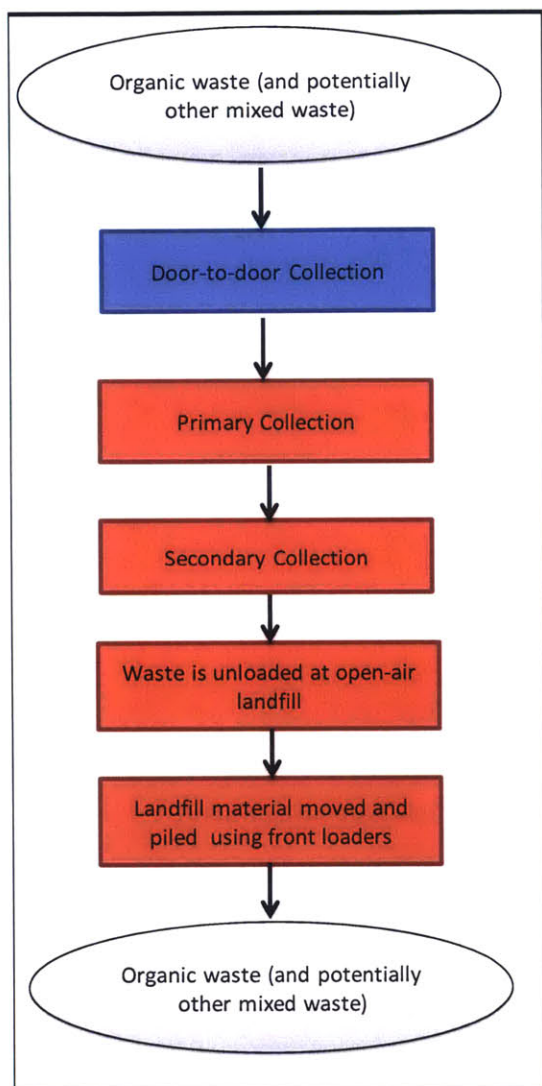 Organic waste (and potentially
other mixed waste)
Door-to-door Collection
Primary Collection
Secondary Collection
Waste is unloaded at open-air
landfill
Landfill material moved and
piled using front loaders
Organic waste (and potentially
other mixed waste)